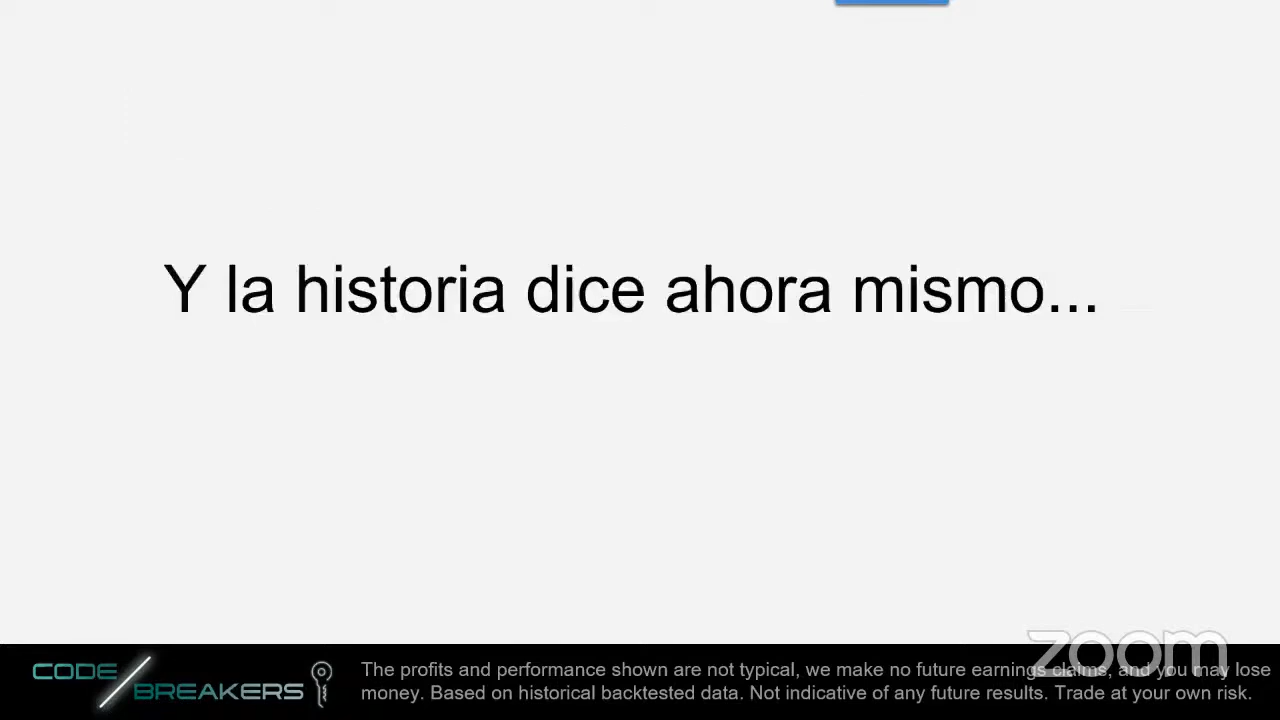 Y la historia dice ahora mismo...
zoom
CODE
BREAKERS
The profits and performance shown are not typical, we make no future earnings claims, and you may lose
money. Based on historical backtested data. Not indicative of any future results. Trade at your own risk.